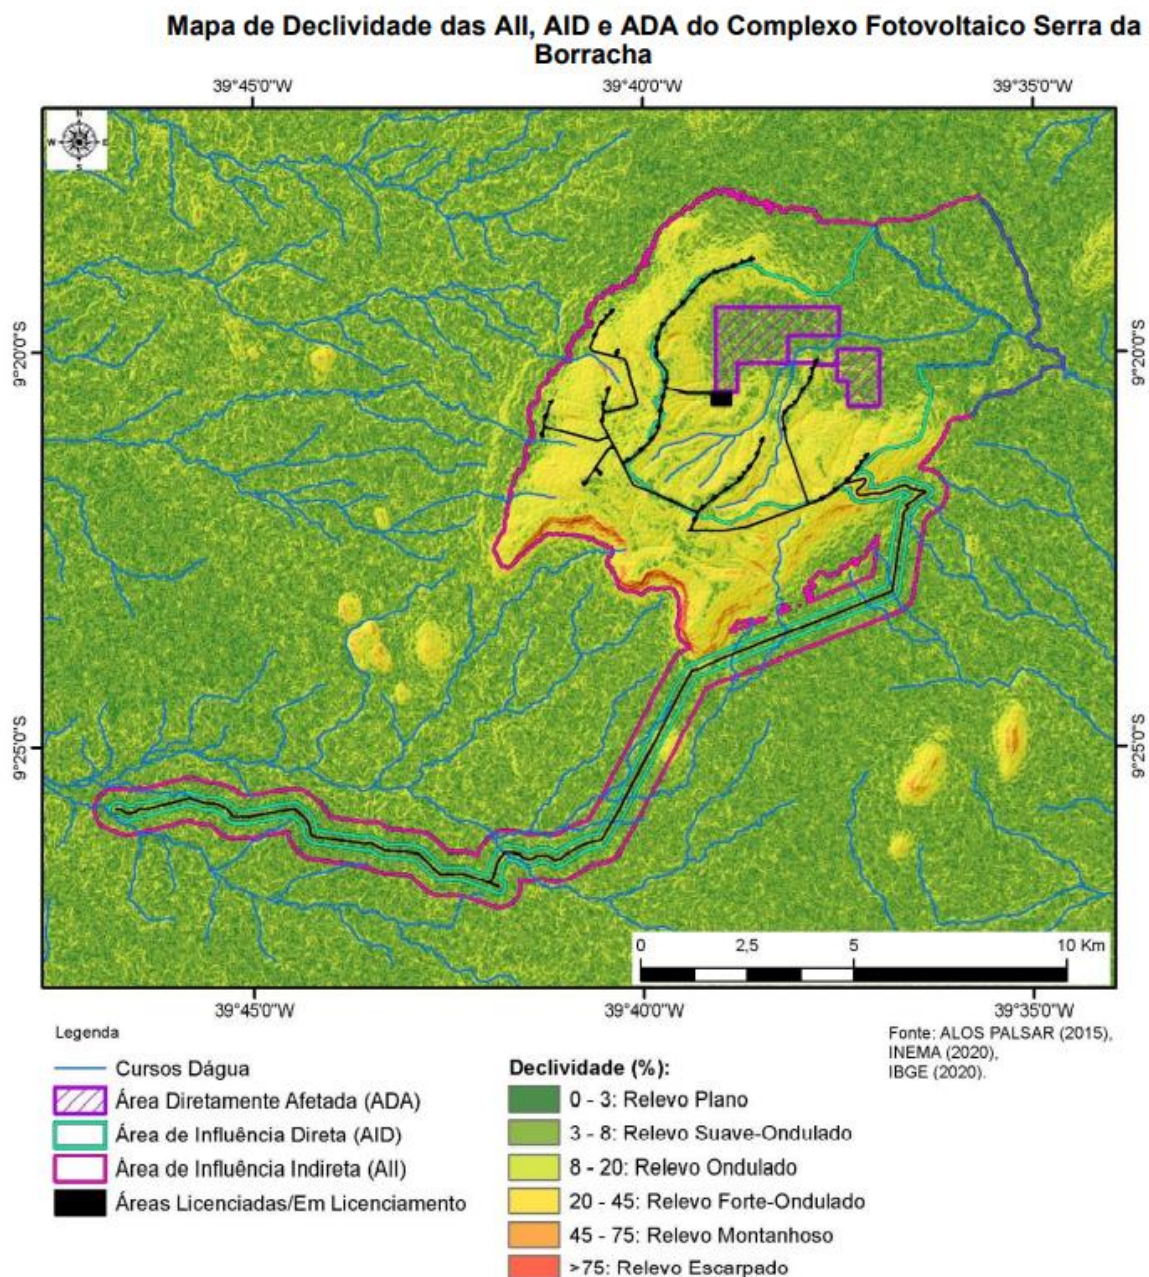 Mapa de Declividade das AII, AID e ADA do Complexo Fotovoltaico Serra da
Borracha
39°45'0"W 39°40'0"W 39°35'0"W
N
W E
S
9°20'0"S 9°20'0"S
9°25'0"S 9°25'0"S
0 2,5 5 10 Km
39°45'0"W 39°40'0"W 39°35'0"W
Legenda
Cursos Dágua
Área Diretamente Afetada (ADA)
Área de Influência Direta (AID)
Área de Influência Indireta (AII)
Áreas Licenciadas/Em Licenciamento
Declividade (%):
0 - 3: Relevo Plano
3 - 8: Relevo Suave-Ondulado
8 - 20: Relevo Ondulado
20 - 45: Relevo Forte-Ondulado
45 - 75: Relevo Montanhoso
>75: Relevo Escarpado
Fonte: ALOS PALSAR (2015),
INEMA (2020),
IBGE (2020).